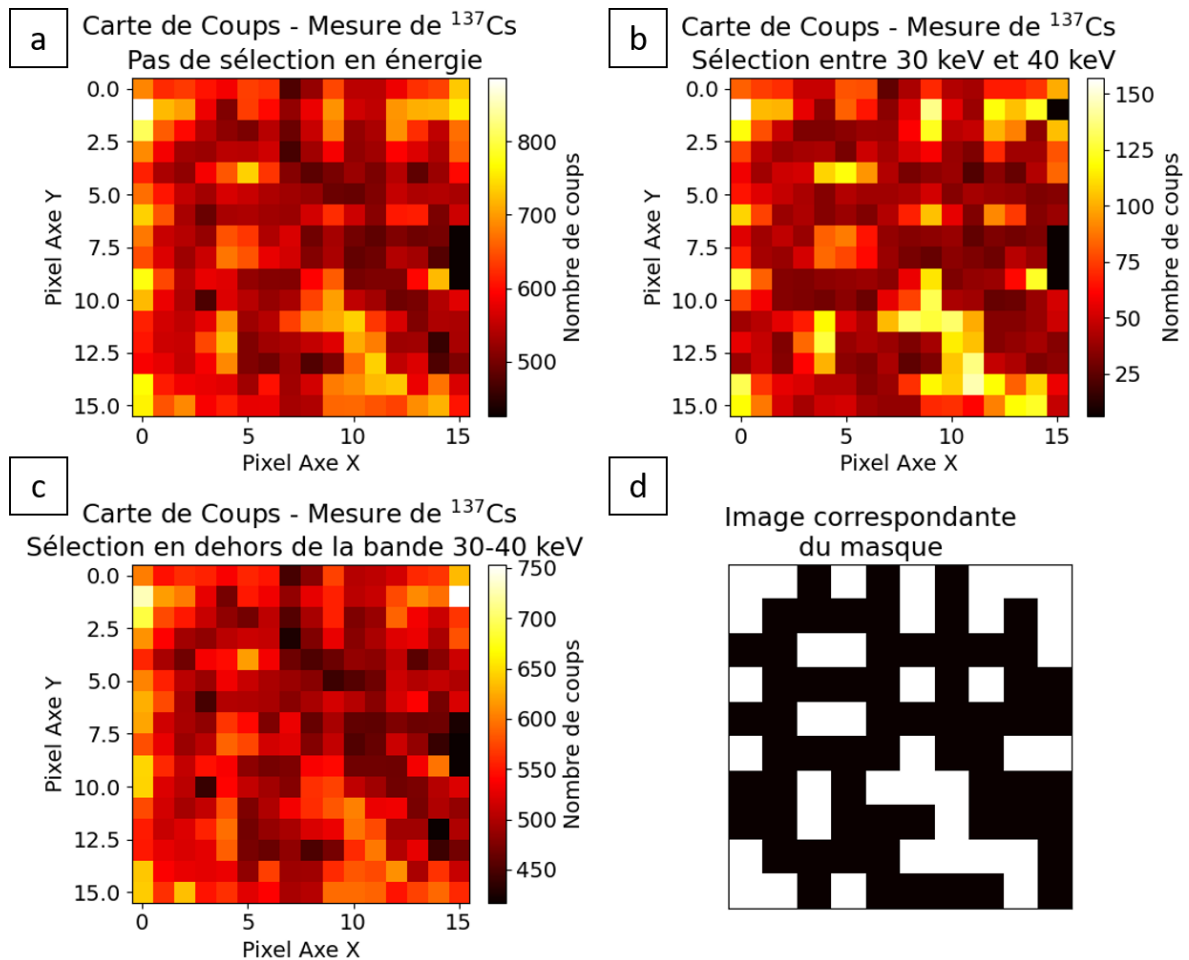 a
Carte de Coups - Mesure de ¹³⁷Cs
Pas de sélection en énergie
0.0
2.5
5.0
7.5
10.0
12.5
15.0
Pixel Axe Y
0
5
10
15
Pixel Axe X
800
700
600
500
Nombre de coups
b
Carte de Coups - Mesure de ¹³⁷Cs
Sélection entre 30 keV et 40 keV
0.0
2.5
5.0
7.5
10.0
12.5
15.0
Pixel Axe Y
0
5
10
15
Pixel Axe X
150
125
100
75
50
25
Nombre de coups
c
Carte de Coups - Mesure de ¹³⁷Cs
Sélection en dehors de la bande 30-40 keV
0.0
2.5
5.0
7.5
10.0
12.5
15.0
Pixel Axe Y
0
5
10
15
Pixel Axe X
750
700
650
600
550
500
450
Nombre de coups
d
Image correspondante
du masque